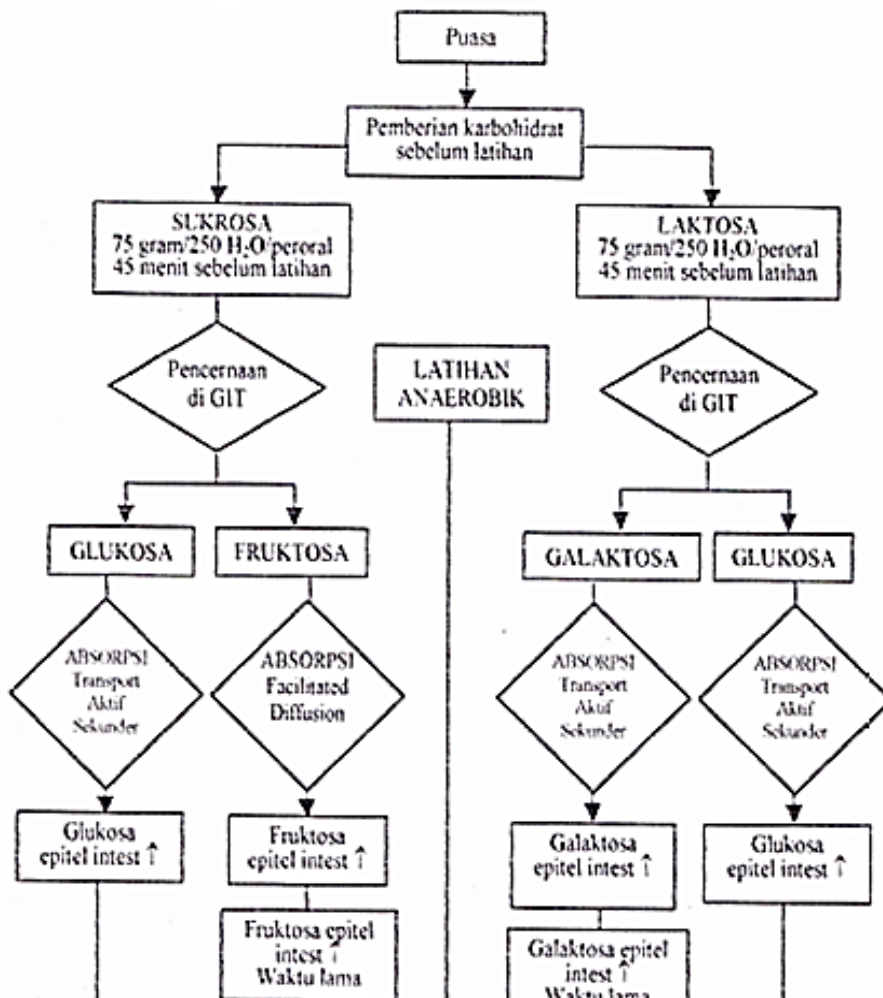 Puasa
Pemberian karbohidrat
sebelum latihan
SUKROSA
75 gram/250 H₂O/peroral
45 menit sebelum latihan
LAKTOSA
75 gram/250 H₂O/peroral
45 menit sebelum latihan
Pencernaan
di GIT
LATIHAN
ANAEROBIK
Pencernaan
di GIT
GLUKOSA
FRUKTOSA
GALAKTOSA
GLUKOSA
ABSORPSI
Transport
Aktif
Sekunder
ABSORPSI
Facilitated
Diffusion
ABSORPSI
Transport
Aktif
Sekunder
ABSORPSI
Transport
Aktif
Sekunder
Glukosa
epitel intest ↑
Fruktosa
epitel intest ↑
Galaktosa
epitel intest ↑
Glukosa
epitel intest ↑
Fruktosa epitel
intest ↑
Waktu lama
Galaktosa epitel
intest ↑
Waktu lama